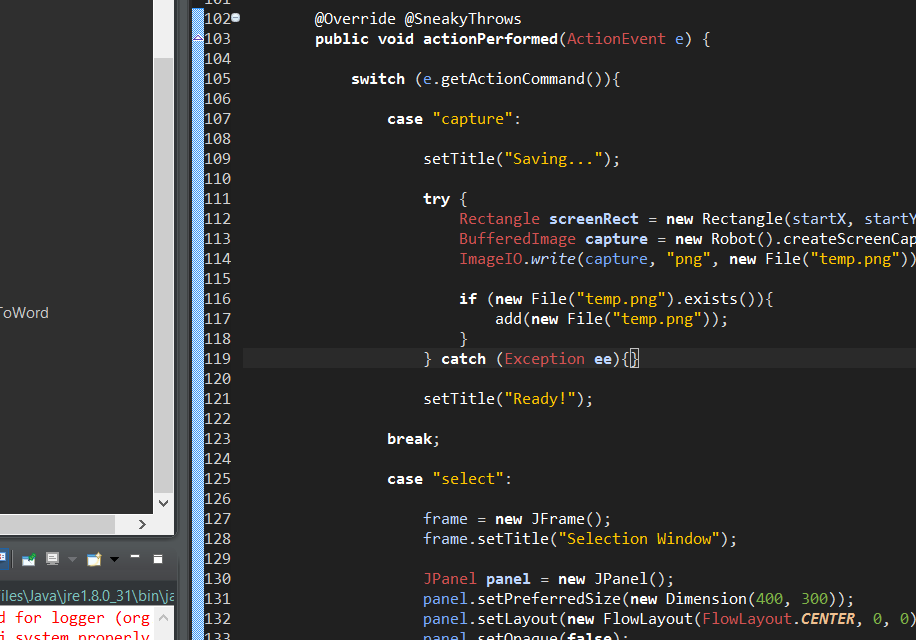 101
102 @Override @SneakyThrows
103 public void actionPerformed(ActionEvent e) {
104
105 switch (e.getActionCommand()){
106
107 case "capture":
108
109 setTitle("Saving...");
110
111 try {
112 Rectangle screenRect = new Rectangle(startX, startY
113 BufferedImage capture = new Robot().createScreenCap
114 ImageIO.write(capture, "png", new File("temp.png"))
115
116 if (new File("temp.png").exists()){
117 add(new File("temp.png"));
118 }
119 } catch (Exception ee){}
120
121 setTitle("Ready!");
122
123 break;
124
125 case "select":
126
127 frame = new JFrame();
128 frame.setTitle("Selection Window");
129
130 JPanel panel = new JPanel();
131 panel.setPreferredSize(new Dimension(400, 300));
132 panel.setLayout(new FlowLayout(FlowLayout.CENTER, 0, 0)
133 panel.setOpaque(false);
ToWord
iles\Java\jre1.8.0_31\bin\ja
d for logger (org
i system properly